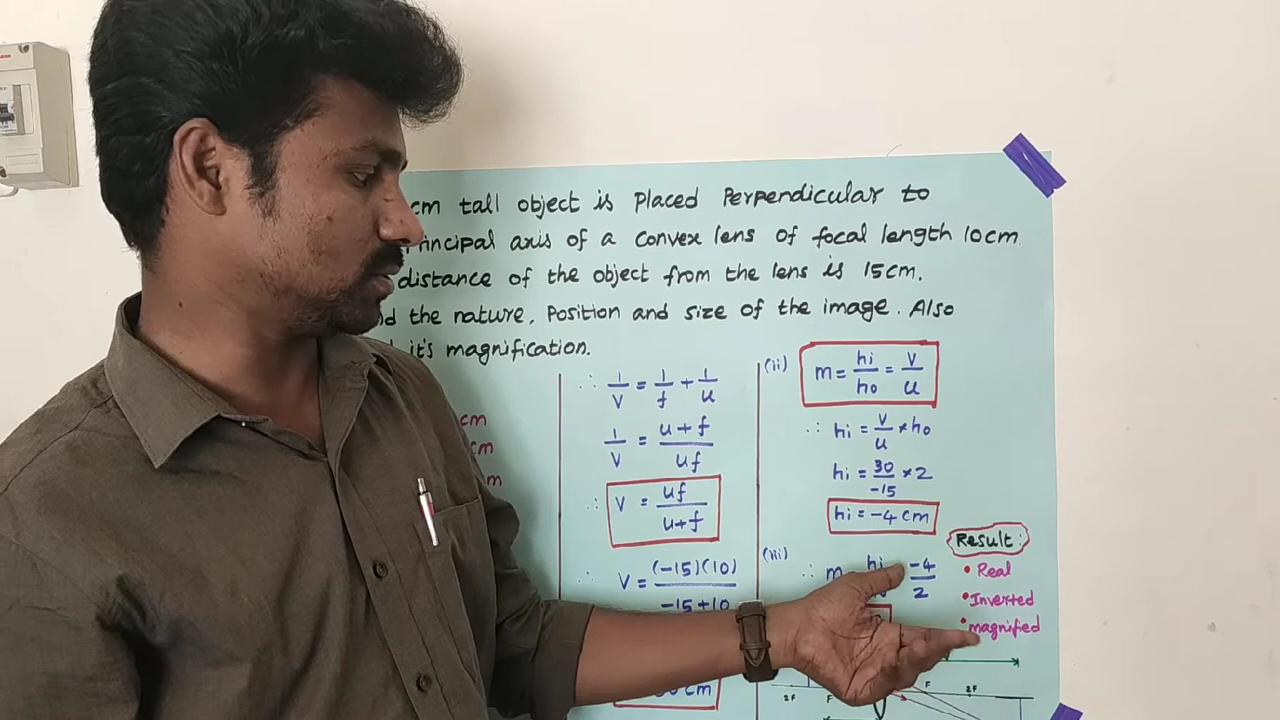 cm tall object is placed Perpendicular to
Principal axis of a convex lens of focal length 10cm
distance of the object from the lens is 15cm.
the nature, Position and size of the image. Also
it's magnification.
cm
cm
m
∴ 1/v = 1/f + 1/u
1/v = u+f/uf
∴ v = uf/u+f
∴ v = (-15)(10)/-15+10
cm
(ii) m = hi/ho = v/u
∴ hi = v/u × ho
hi = 30/-15 × 2
hi = -4 cm
(iii) ∴ m hi -4/2
Result:
• Real
• Inverted
• magnified
2F F F 2F